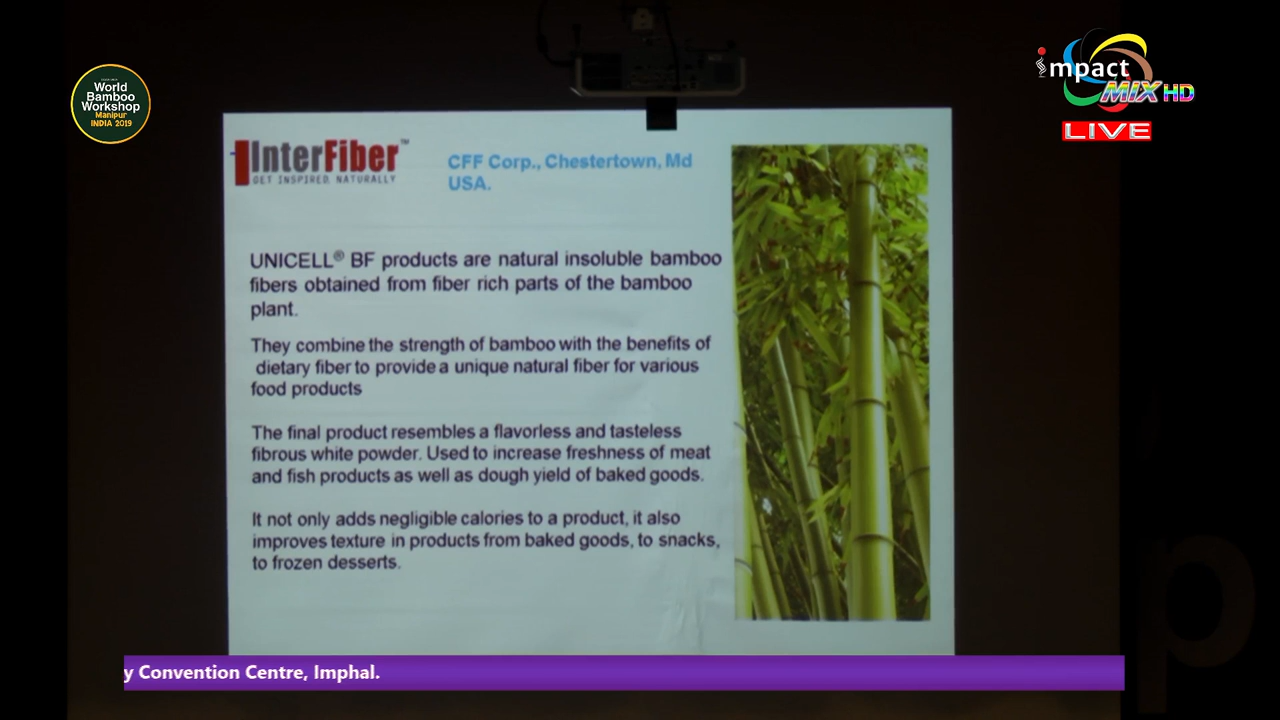 World
Bamboo
Workshop
Manipur
INDIA 2019
impact
MIX HD
LIVE
InterFiber™
GET INSPIRED, NATURALLY
CFF Corp., Chestertown, Md
USA.
UNICELL® BF products are natural insoluble bamboo
fibers obtained from fiber rich parts of the bamboo
plant.
They combine the strength of bamboo with the benefits of
dietary fiber to provide a unique natural fiber for various
food products
The final product resembles a flavorless and tasteless
fibrous white powder. Used to increase freshness of meat
and fish products as well as dough yield of baked goods.
It not only adds negligible calories to a product, it also
improves texture in products from baked goods, to snacks,
to frozen desserts.
y Convention Centre, Imphal.